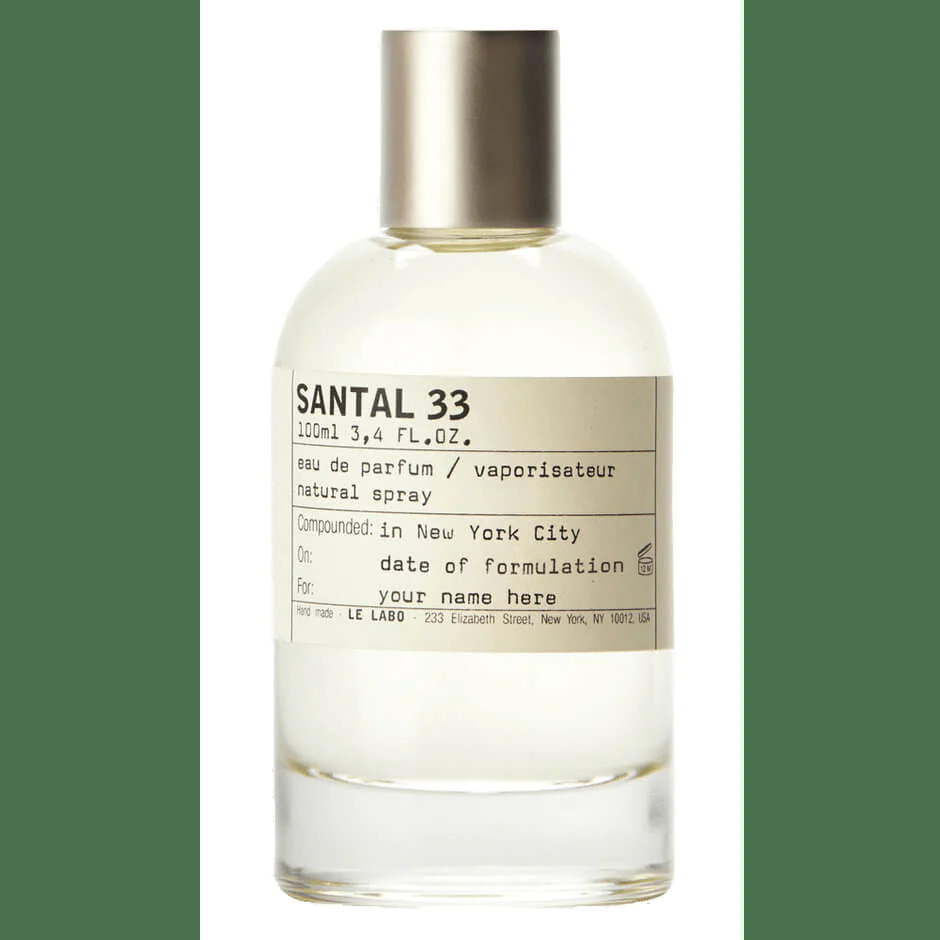 SANTAL 33
100ml 3,4 FL.OZ.
eau de parfum / vaporisateur
natural spray
Compounded: in New York City
On: date of formulation
12 M
For: your name here
Hand made - LE LABO - 233 Elizabeth Street, New York, NY 10012, USA